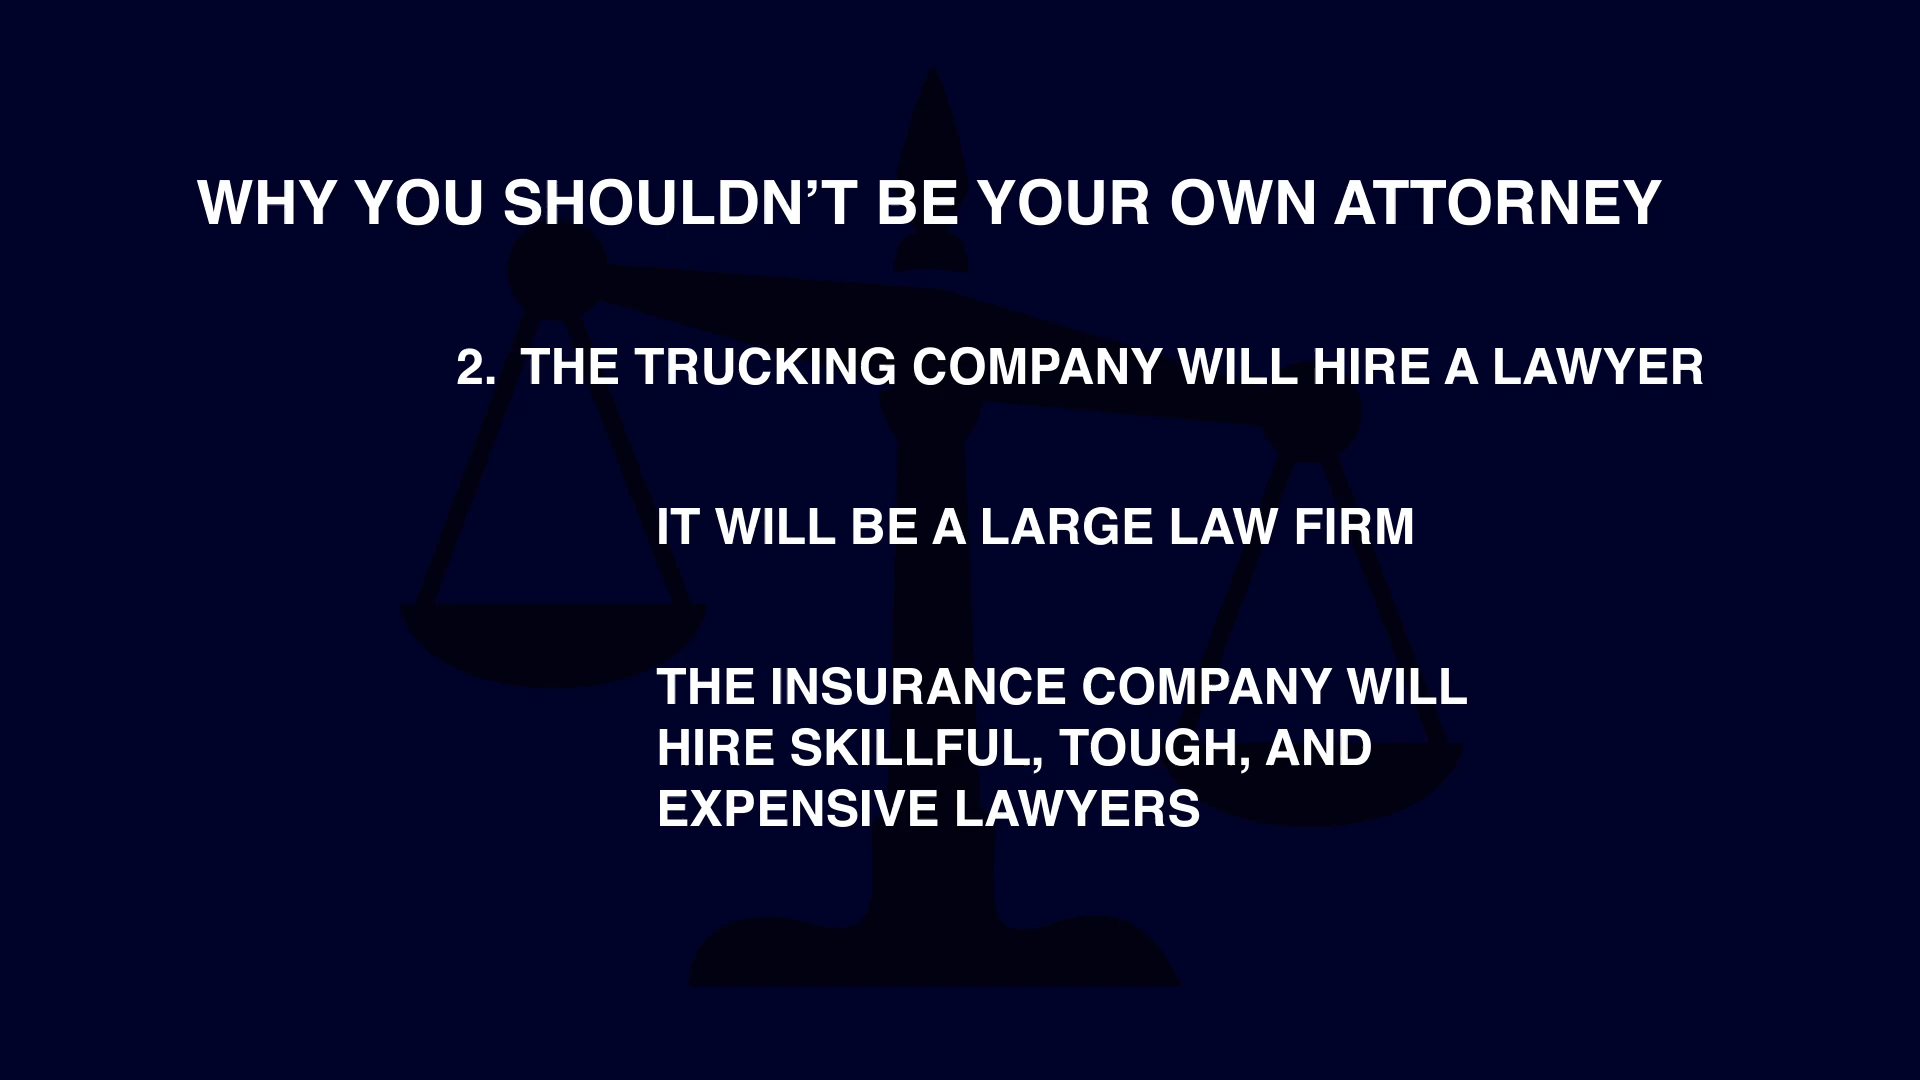 WHY YOU SHOULDN’T BE YOUR OWN ATTORNEY
2. THE TRUCKING COMPANY WILL HIRE A LAWYER
IT WILL BE A LARGE LAW FIRM
THE INSURANCE COMPANY WILL
HIRE SKILLFUL, TOUGH, AND
EXPENSIVE LAWYERS